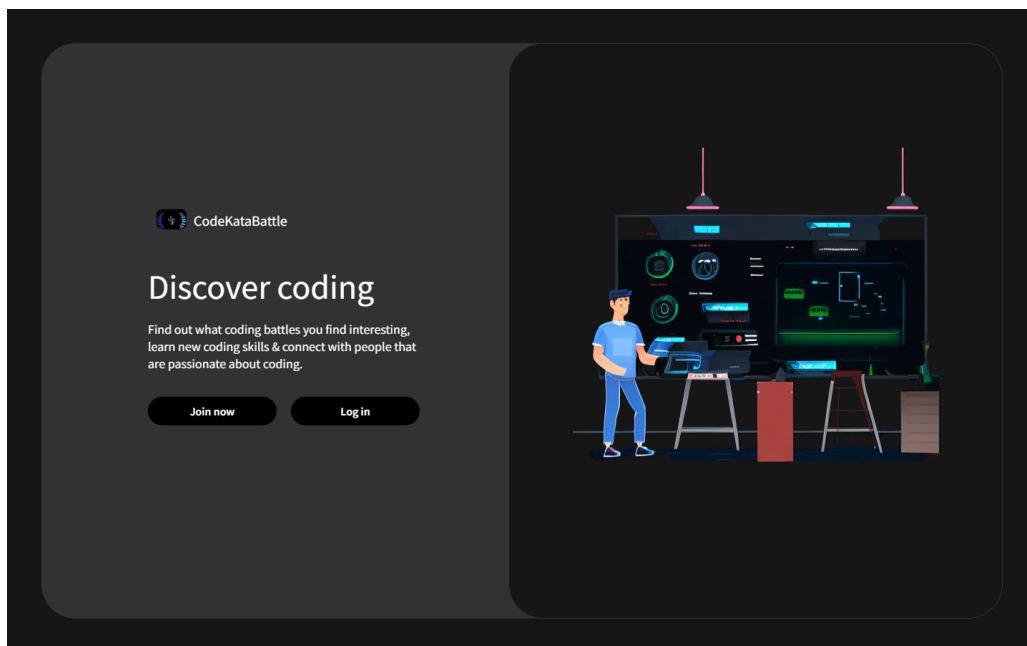 CodeKataBattle
Discover coding
Find out what coding battles you find interesting,
learn new coding skills & connect with people that
are passionate about coding.
Join now
Log in